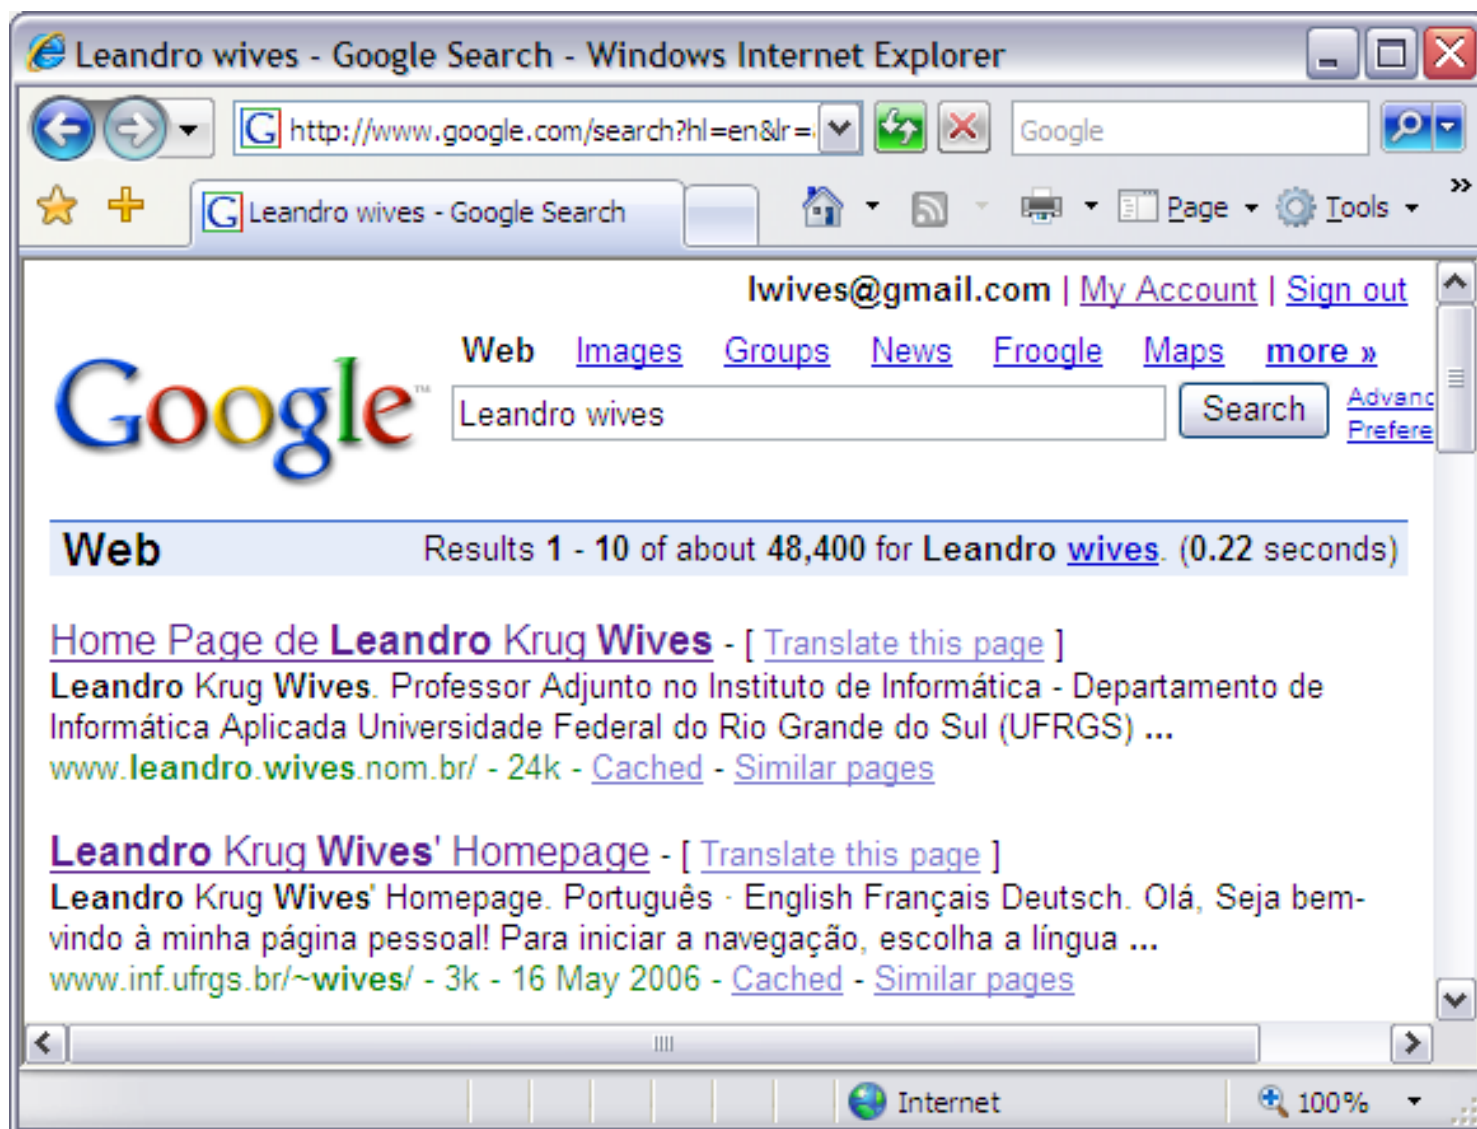 Leandro wives - Google Search - Windows Internet Explorer
G http://www.google.com/search?hl=en&lr= Google
G Leandro wives - Google Search Page Tools »
lwives@gmail.com | My Account | Sign out
Web Images Groups News Froogle Maps more »
Google™ Leandro wives Search Advanc
Prefere
Web Results 1 - 10 of about 48,400 for Leandro wives. (0.22 seconds)
Home Page de Leandro Krug Wives - [ Translate this page ]
Leandro Krug Wives. Professor Adjunto no Instituto de Informática - Departamento de
Informática Aplicada Universidade Federal do Rio Grande do Sul (UFRGS) ...
www.leandro.wives.nom.br/ - 24k - Cached - Similar pages
Leandro Krug Wives' Homepage - [ Translate this page ]
Leandro Krug Wives' Homepage. Português · English Français Deutsch. Olá, Seja bem-
vindo à minha página pessoal! Para iniciar a navegação, escolha a língua ...
www.inf.ufrgs.br/~wives/ - 3k - 16 May 2006 - Cached - Similar pages
Internet 100%